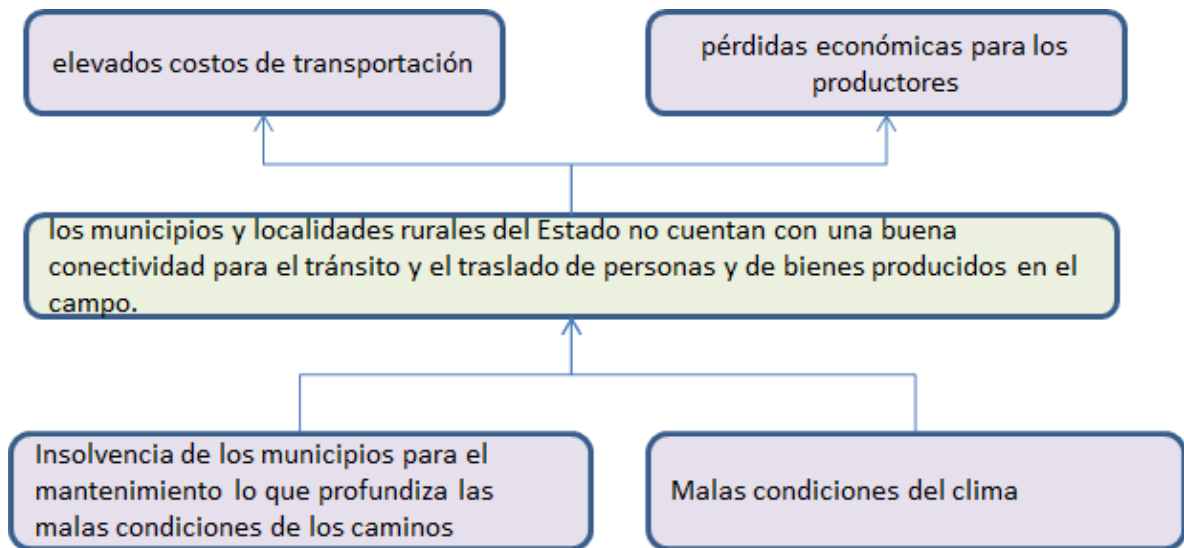 elevados costos de transportación
pérdidas económicas para los
productores
los municipios y localidades rurales del Estado no cuentan con una buena
conectividad para el tránsito y el traslado de personas y de bienes producidos en el
campo.
Insolvencia de los municipios para el
mantenimiento lo que profundiza las
malas condiciones de los caminos
Malas condiciones del clima